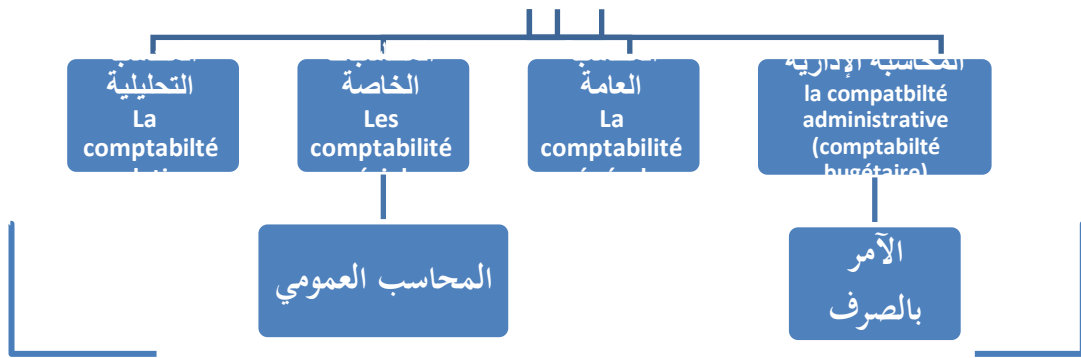 المحاسبة الإدارية
la compatbilté
administrative
(comptabilté
bugétaire)
العامة
La
comptabilité
الخاصة
Les
comptabilité
التحليلية
La
comptabilté
الآمر
بالصرف
المحاسب العمومي